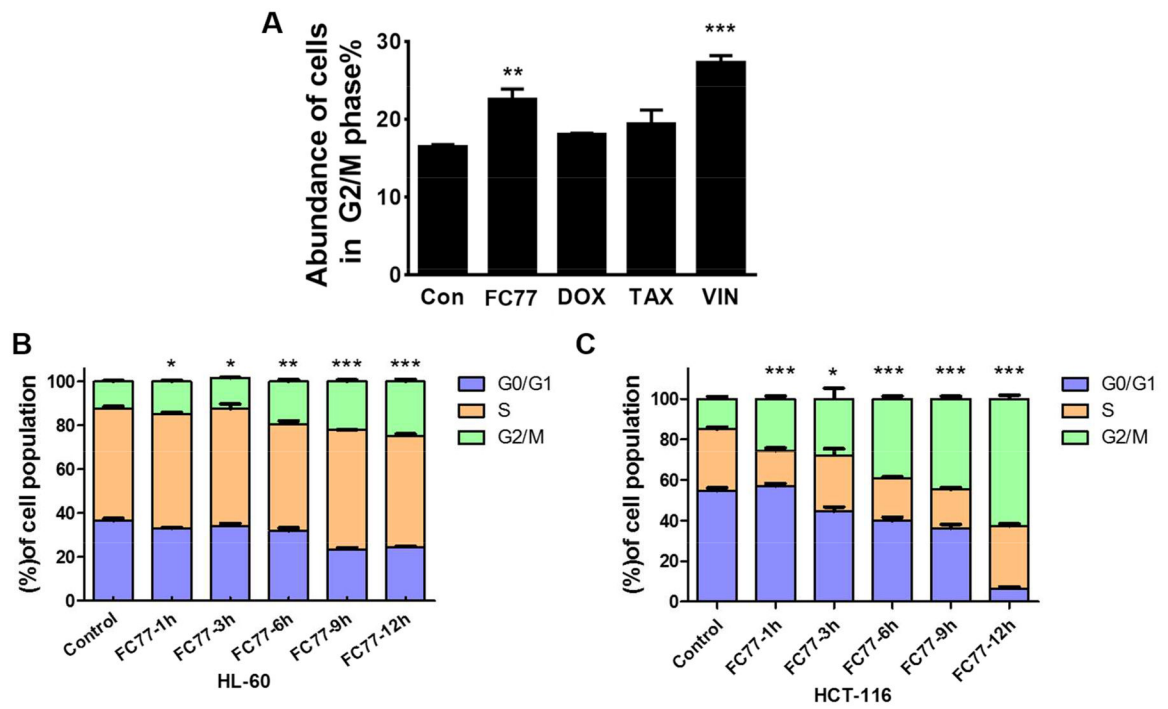 A
Abundance of cells
in G2/M phase%
30
20
10
0
**
***
Con FC77 DOX TAX VIN
B
(%)of cell population
100
80
60
40
20
0
* * ** *** ***
G0/G1
S
G2/M
Control FC77-1h FC77-3h FC77-6h FC77-9h FC77-12h
HL-60
C
(%)of cell population
100
80
60
40
20
0
*** * *** *** ***
G0/G1
S
G2/M
Control FC77-1h FC77-3h FC77-6h FC77-9h FC77-12h
HCT-116